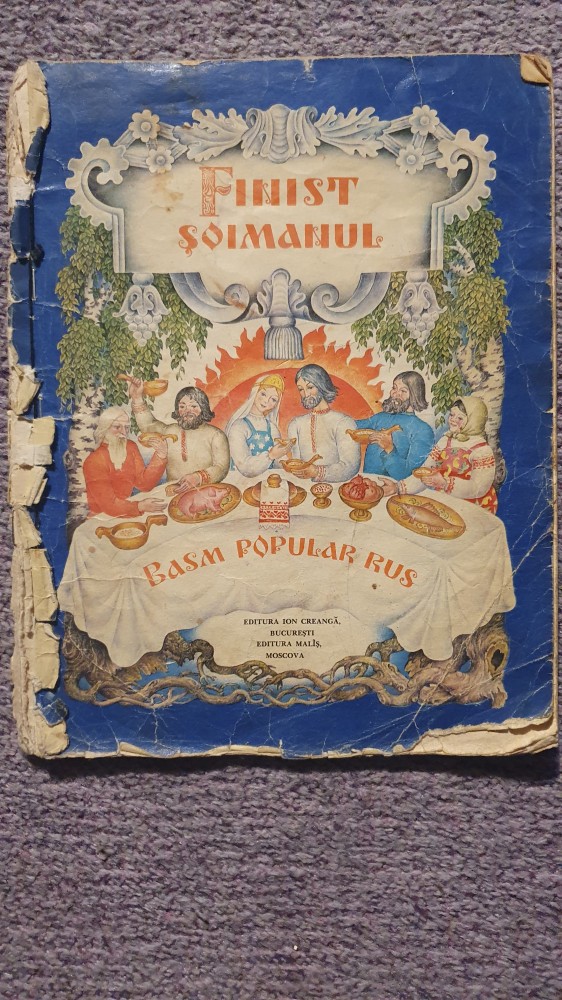 FINIST
ŞOIMANUL
BASM POPULAR RUS
EDITURA ION CREANGĂ,
BUCUREŞTI
EDITURA MALÎŞ,
MOSCOVA